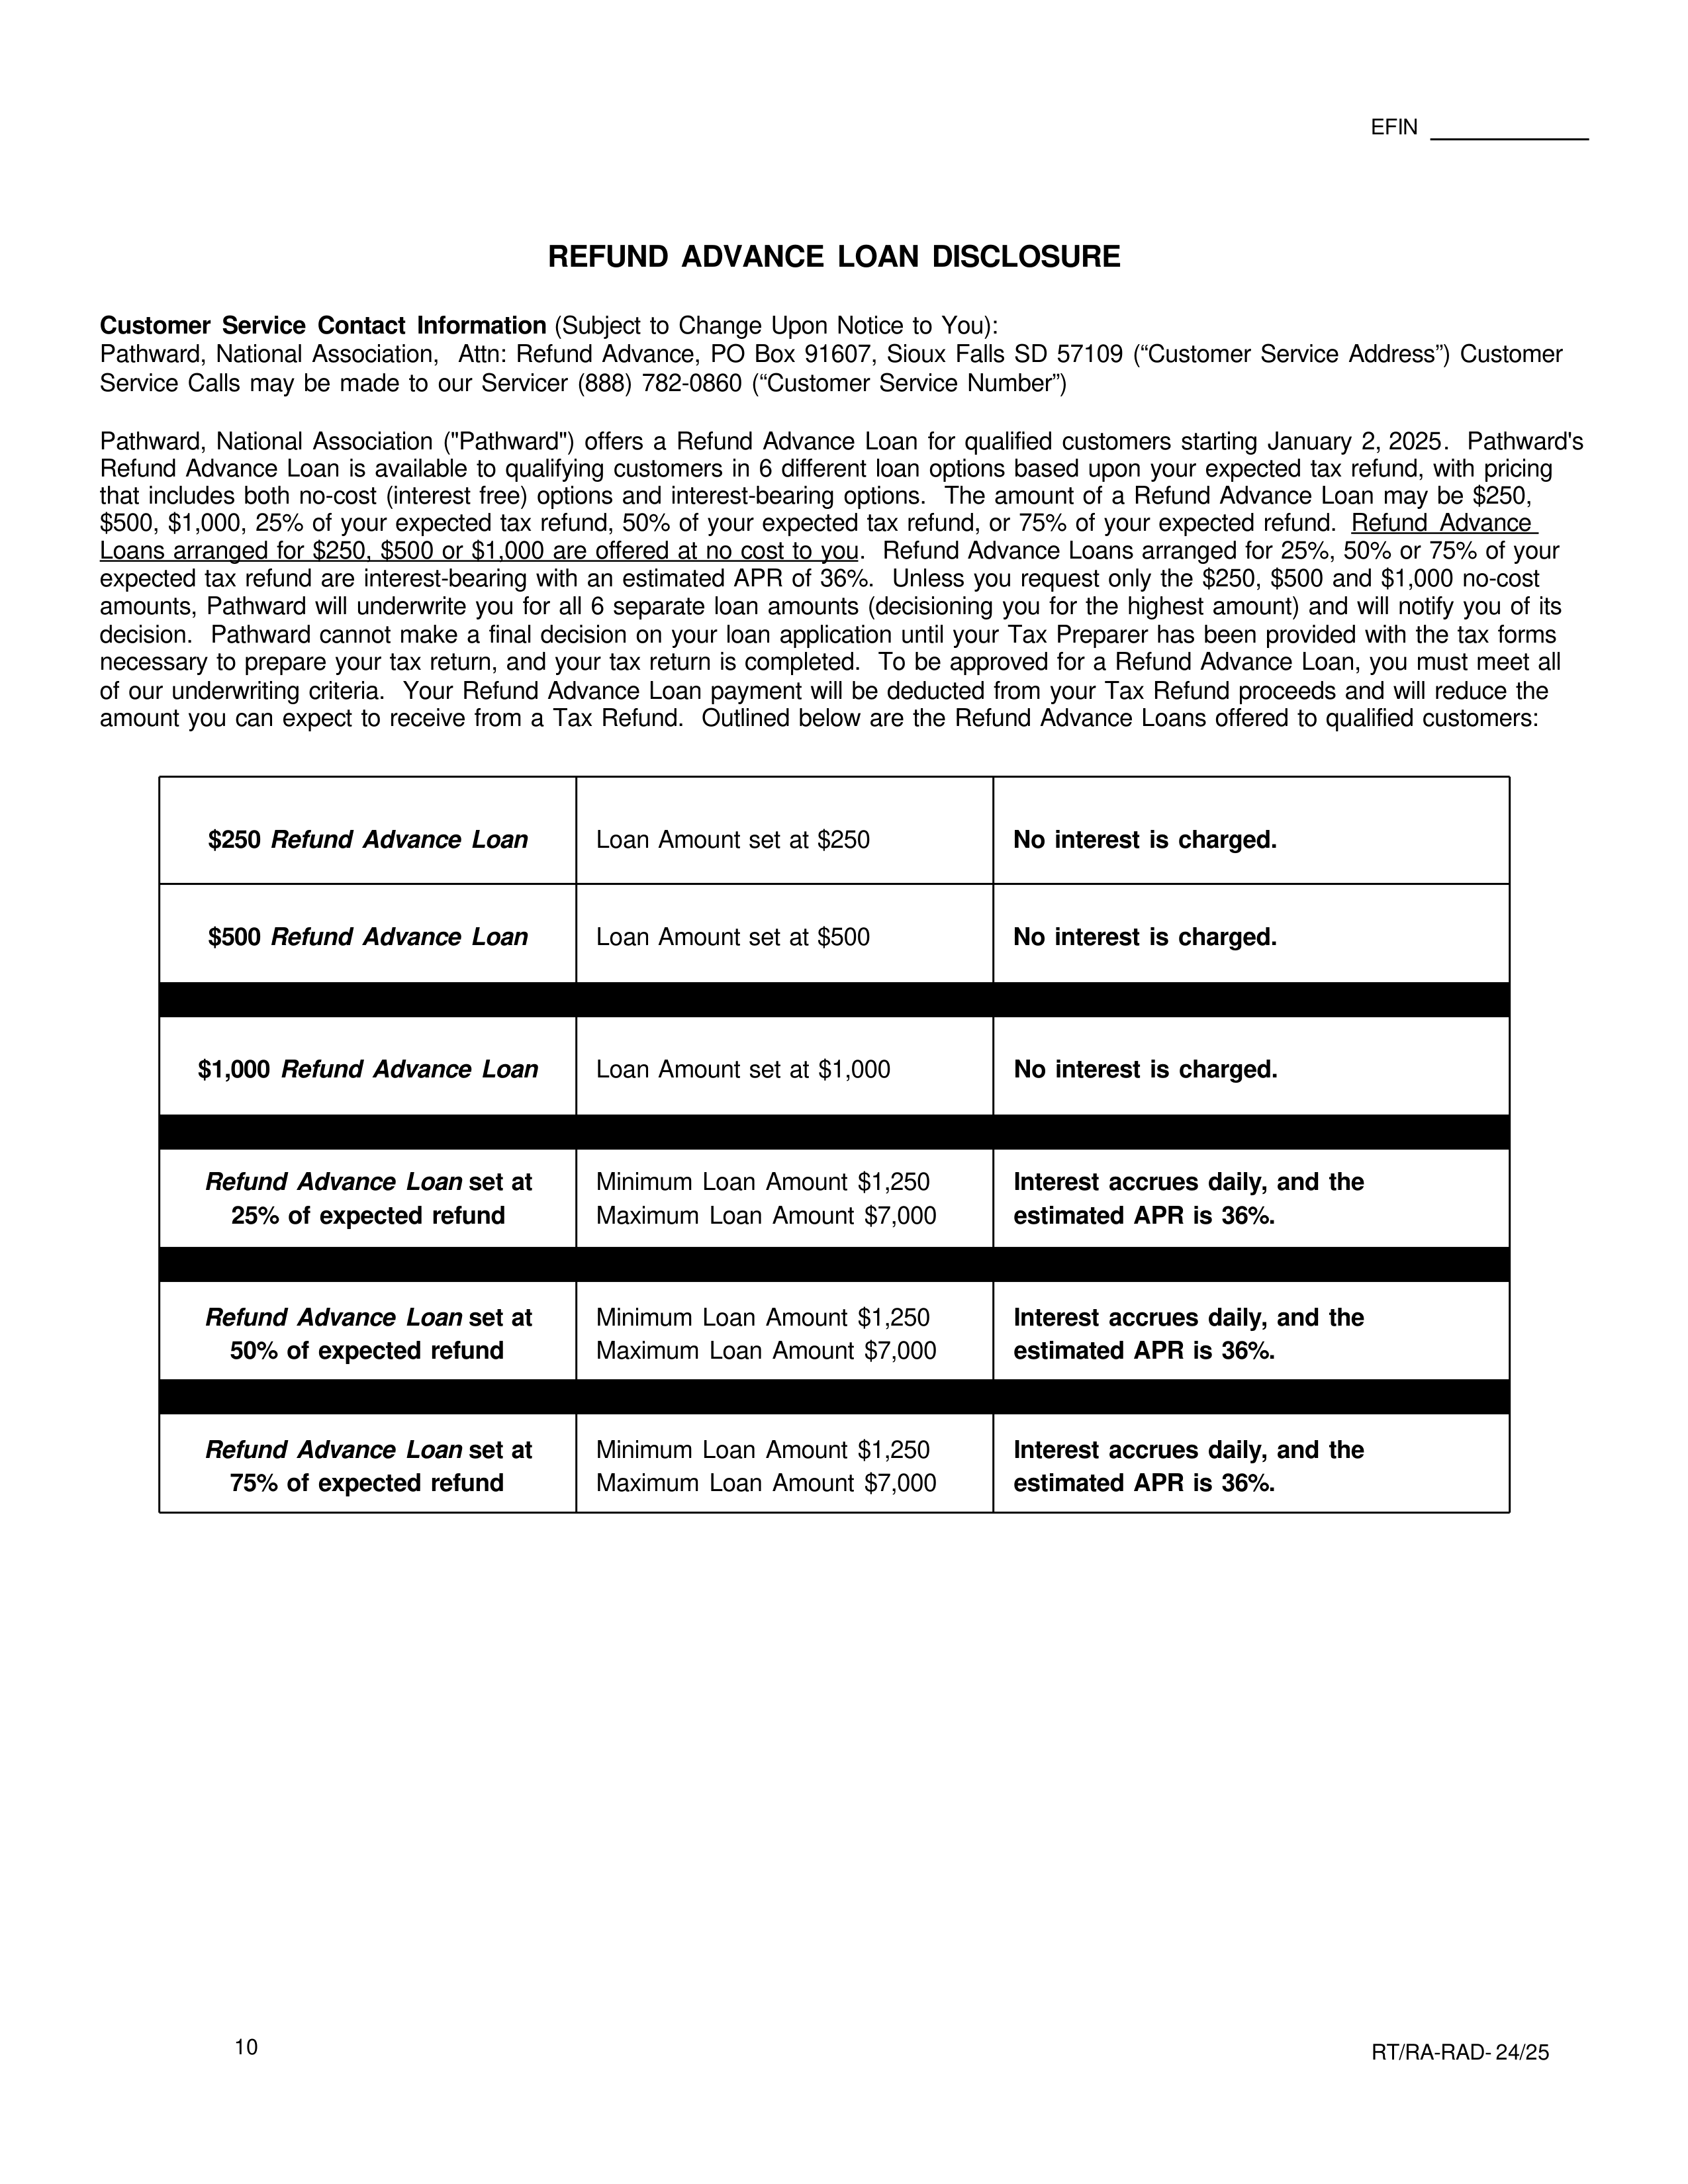 EFIN
REFUND ADVANCE LOAN DISCLOSURE
Customer Service Contact Information (Subject to Change Upon Notice to You):
Pathward, National Association, Attn: Refund Advance, PO Box 91607, Sioux Falls SD 57109 (“Customer Service Address”) Customer
Service Calls may be made to our Servicer (888) 782-0860 (“Customer Service Number”)
Pathward, National Association ("Pathward") offers a Refund Advance Loan for qualified customers starting January 2, 2025. Pathward's
Refund Advance Loan is available to qualifying customers in 6 different loan options based upon your expected tax refund, with pricing
that includes both no-cost (interest free) options and interest-bearing options. The amount of a Refund Advance Loan may be $250,
$500, $1,000, 25% of your expected tax refund, 50% of your expected tax refund, or 75% of your expected refund. Refund Advance
Loans arranged for $250, $500 or $1,000 are offered at no cost to you. Refund Advance Loans arranged for 25%, 50% or 75% of your
expected tax refund are interest-bearing with an estimated APR of 36%. Unless you request only the $250, $500 and $1,000 no-cost
amounts, Pathward will underwrite you for all 6 separate loan amounts (decisioning you for the highest amount) and will notify you of its
decision. Pathward cannot make a final decision on your loan application until your Tax Preparer has been provided with the tax forms
necessary to prepare your tax return, and your tax return is completed. To be approved for a Refund Advance Loan, you must meet all
of our underwriting criteria. Your Refund Advance Loan payment will be deducted from your Tax Refund proceeds and will reduce the
amount you can expect to receive from a Tax Refund. Outlined below are the Refund Advance Loans offered to qualified customers:
$250 Refund Advance Loan
Loan Amount set at $250
No interest is charged.
$500 Refund Advance Loan
Loan Amount set at $500
No interest is charged.
$1,000 Refund Advance Loan
Loan Amount set at $1,000
No interest is charged.
Refund Advance Loan set at
25% of expected refund
Minimum Loan Amount $1,250
Maximum Loan Amount $7,000
Interest accrues daily, and the
estimated APR is 36%.
Refund Advance Loan set at
50% of expected refund
Minimum Loan Amount $1,250
Maximum Loan Amount $7,000
Interest accrues daily, and the
estimated APR is 36%.
Refund Advance Loan set at
75% of expected refund
Minimum Loan Amount $1,250
Maximum Loan Amount $7,000
Interest accrues daily, and the
estimated APR is 36%.
10
RT/RA-RAD- 24/25